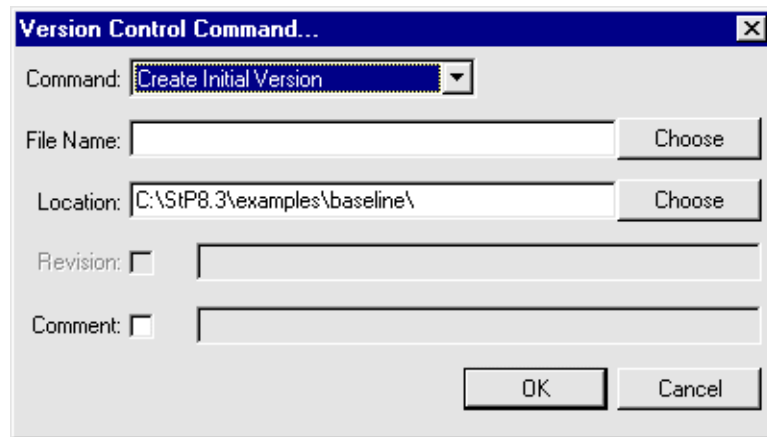 Version Control Command...
Command: Create Initial Version
File Name: Choose
Location: C:\StP8.3\examples\baseline\ Choose
Revision:
Comment:
OK Cancel